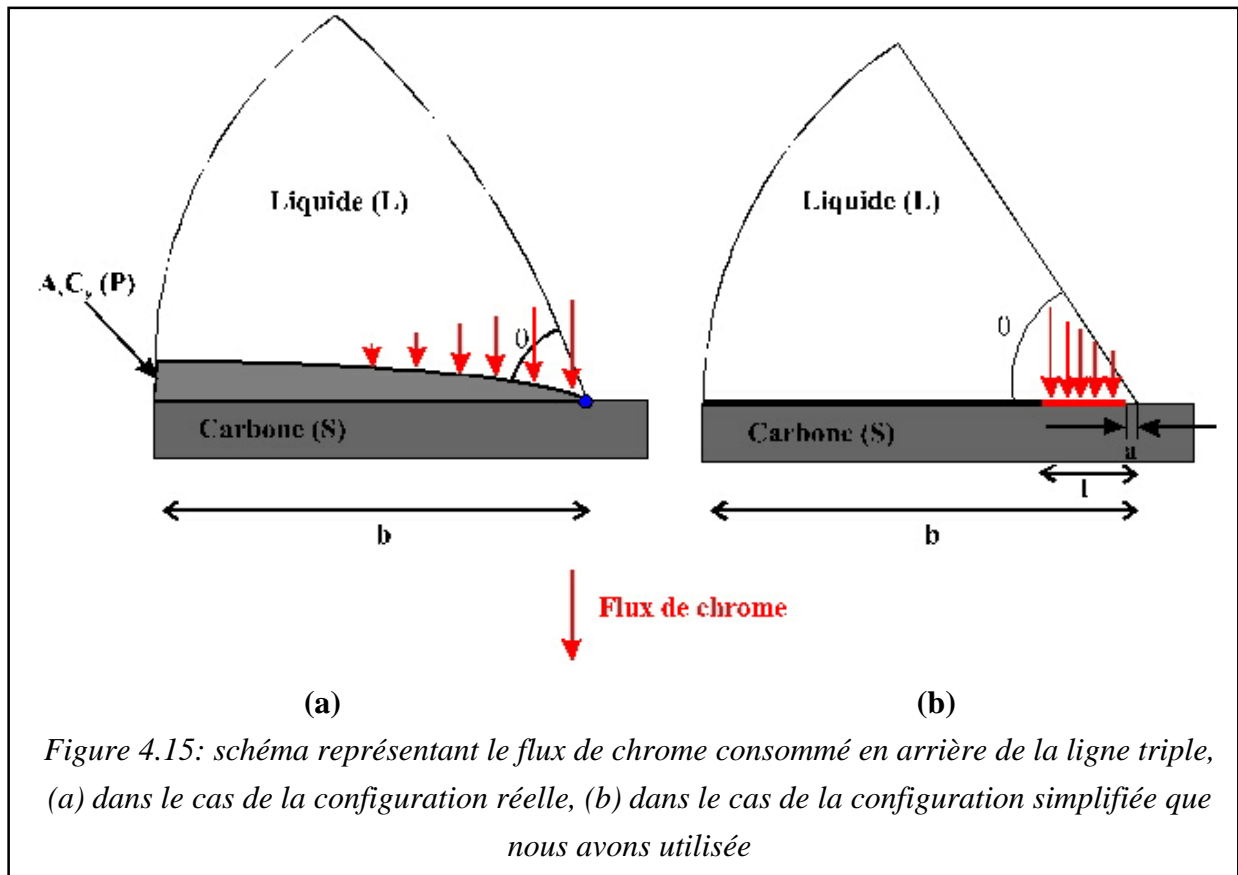 Liquide (L)
Liquide (L)
(P)
θ
θ
Carbone (S)
Carbone (S)
a
l
b
b
Flux de chrome
(a)
(b)
Figure 4.15: schéma représentant le flux de chrome consommé en arrière de la ligne triple,
(a) dans le cas de la configuration réelle, (b) dans le cas de la configuration simplifiée que
nous avons utilisée